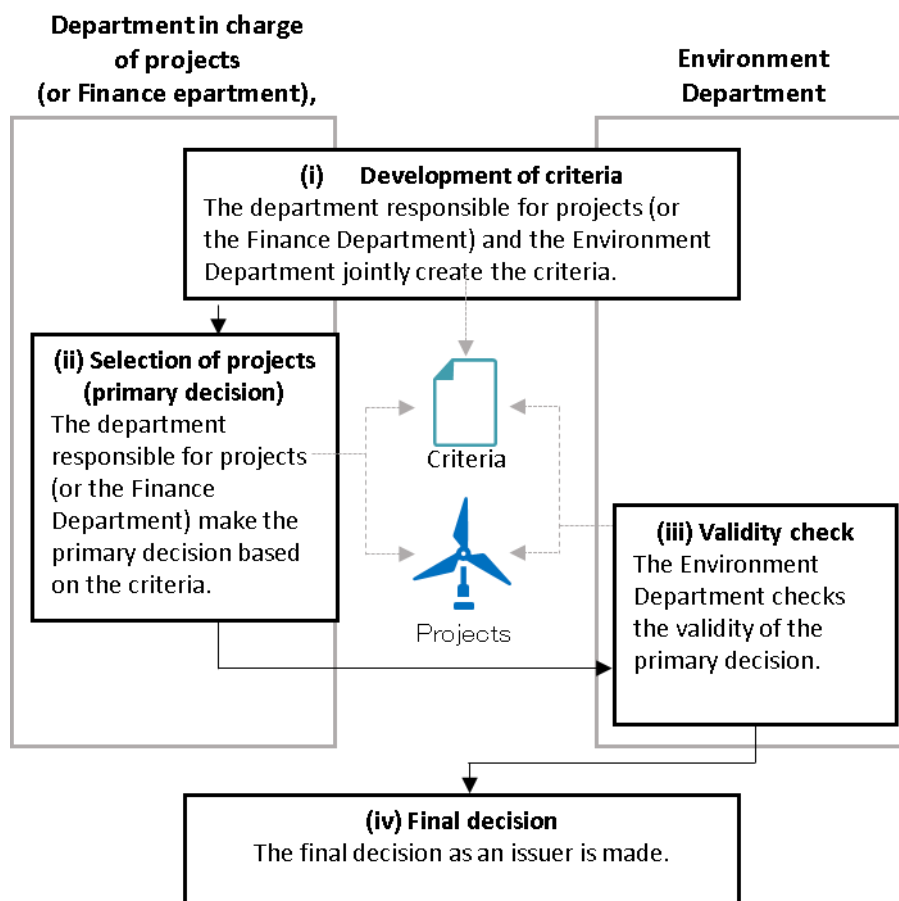 Department in charge
of projects
(or Finance epartment),
Environment
Department
(i) Development of criteria
The department responsible for projects (or
the Finance Department) and the Environment
Department jointly create the criteria.
(ii) Selection of projects
(primary decision)
The department
responsible for projects
(or the Finance
Department) make the
primary decision based
on the criteria.
Criteria
Projects
(iii) Validity check
The Environment
Department checks
the validity of the
primary decision.
(iv) Final decision
The final decision as an issuer is made.